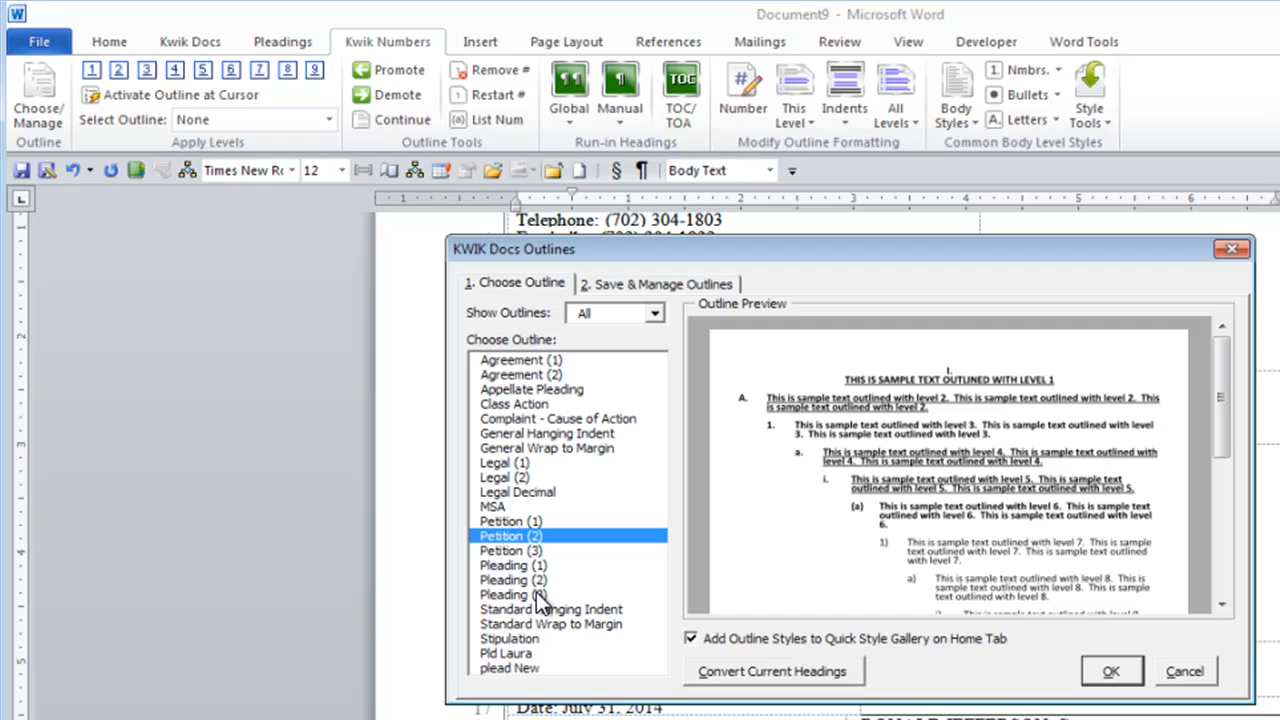 W Document9 - Microsoft Word
File Home Kwik Docs Pleadings Kwik Numbers Insert Page Layout References Mailings Review View Developer Word Tools
1 2 3 4 5 6 7 8 9 Promote Remove # 1. Nmbrs.
Activate Outline at Cursor Demote 1 Restart # Bullets
Choose/ Manage Select Outline: None Continue (a) List Num Global Manual TOC TOC/ TOA # Number This Level Indents All Levels Body Styles A. Letters Style Tools
Outline Apply Levels Outline Tools Run-in Headings Modify Outline Formatting Common Body Level Styles
Times New Rc 12 § ¶ Body Text
1 1 2 3 4 5 6
Telephone: (702) 304-1803
KWIK Docs Outlines
1. Choose Outline 2. Save & Manage Outlines
Show Outlines: All
Choose Outline:
Agreement (1)
Agreement (2)
Appellate Pleading
Class Action
Complaint - Cause of Action
General Hanging Indent
General Wrap to Margin
Legal (1)
Legal (2)
Legal Decimal
MSA
Petition (1)
Petition (2)
Petition (3)
Pleading (1)
Pleading (2)
Pleading
Standard Hanging Indent
Standard Wrap to Margin
Stipulation
Pld Laura
plead New
Outline Preview
I.
THIS IS SAMPLE TEXT OUTLINED WITH LEVEL 1
A. This is sample text outlined with level 2. This is sample text outlined with level 2. This
is sample text outlined with level 2.
1. This is sample text outlined with level 3. This is sample text outlined with level
3. This is sample text outlined with level 3.
a. This is sample text outlined with level 4. This is sample text outlined with
level 4. This is sample text outlined with level 4.
i. This is sample text outlined with level 5. This is sample text
outlined with level 5. This is sample text outlined with level 5.
(a) This is sample text outlined with level 6. This is sample text
outlined with level 6. This is sample text outlined with level
6.
1) This is sample text outlined with level 7. This is sample
text outlined with level 7. This is sample text outlined
with level 7.
a) This is sample text outlined with level 8. This is
sample text outlined with level 8. This is sample
text outlined with level 8.
Add Outline Styles to Quick Style Gallery on Home Tab
Convert Current Headings OK Cancel
17 Date: July 31, 2014